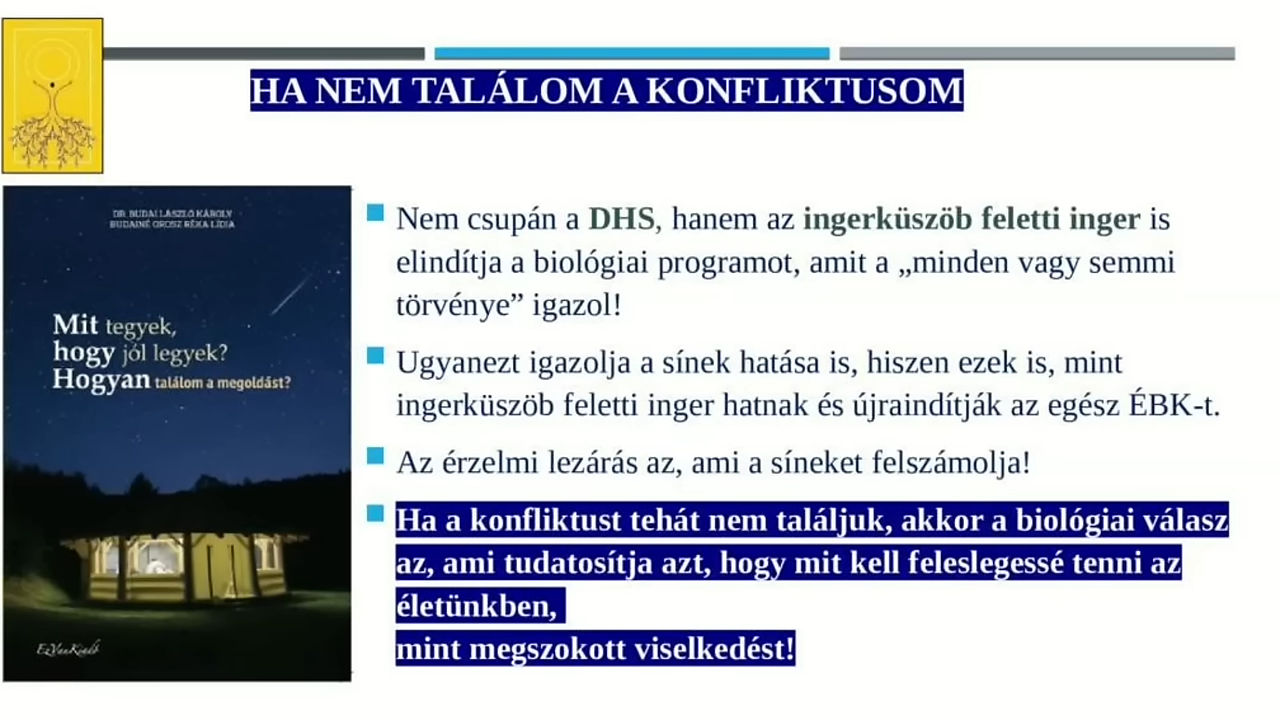 HA NEM TALÁLOM A KONFLIKTUSOM
DR. BUDAI LÁSZLÓ KÁROLY
BUDAINÉ OROSZ RÉKA LÍDIA
Mit tegyek,
hogy jól legyek?
Hogyan találom a megoldást?
EzVanKiadó
Nem csupán a DHS, hanem az ingerküszöb feletti inger is
elindítja a biológiai programot, amit a „minden vagy semmi
törvénye” igazol!
Ugyanezt igazolja a sínek hatása is, hiszen ezek is, mint
ingerküszöb feletti inger hatnak és újraindítják az egész ÉBK-t.
Az érzelmi lezárás az, ami a síneket felszámolja!
Ha a konfliktust tehát nem találjuk, akkor a biológiai válasz
az, ami tudatosítja azt, hogy mit kell feleslegessé tenni az
életünkben,
mint megszokott viselkedést!